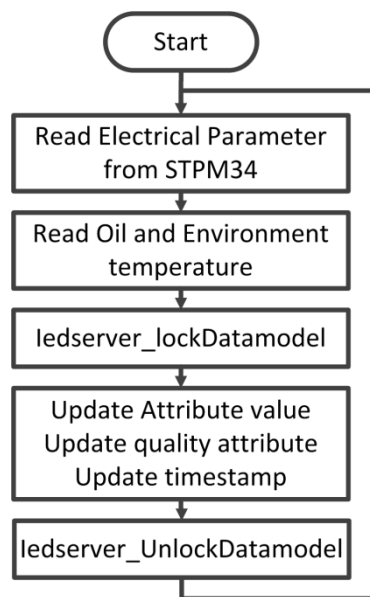 Start
Read Electrical Parameter
from STPM34
Read Oil and Environment
temperature
Iedserver_lockDatamodel
Update Attribute value
Update quality attribute
Update timestamp
Iedserver_UnlockDatamodel